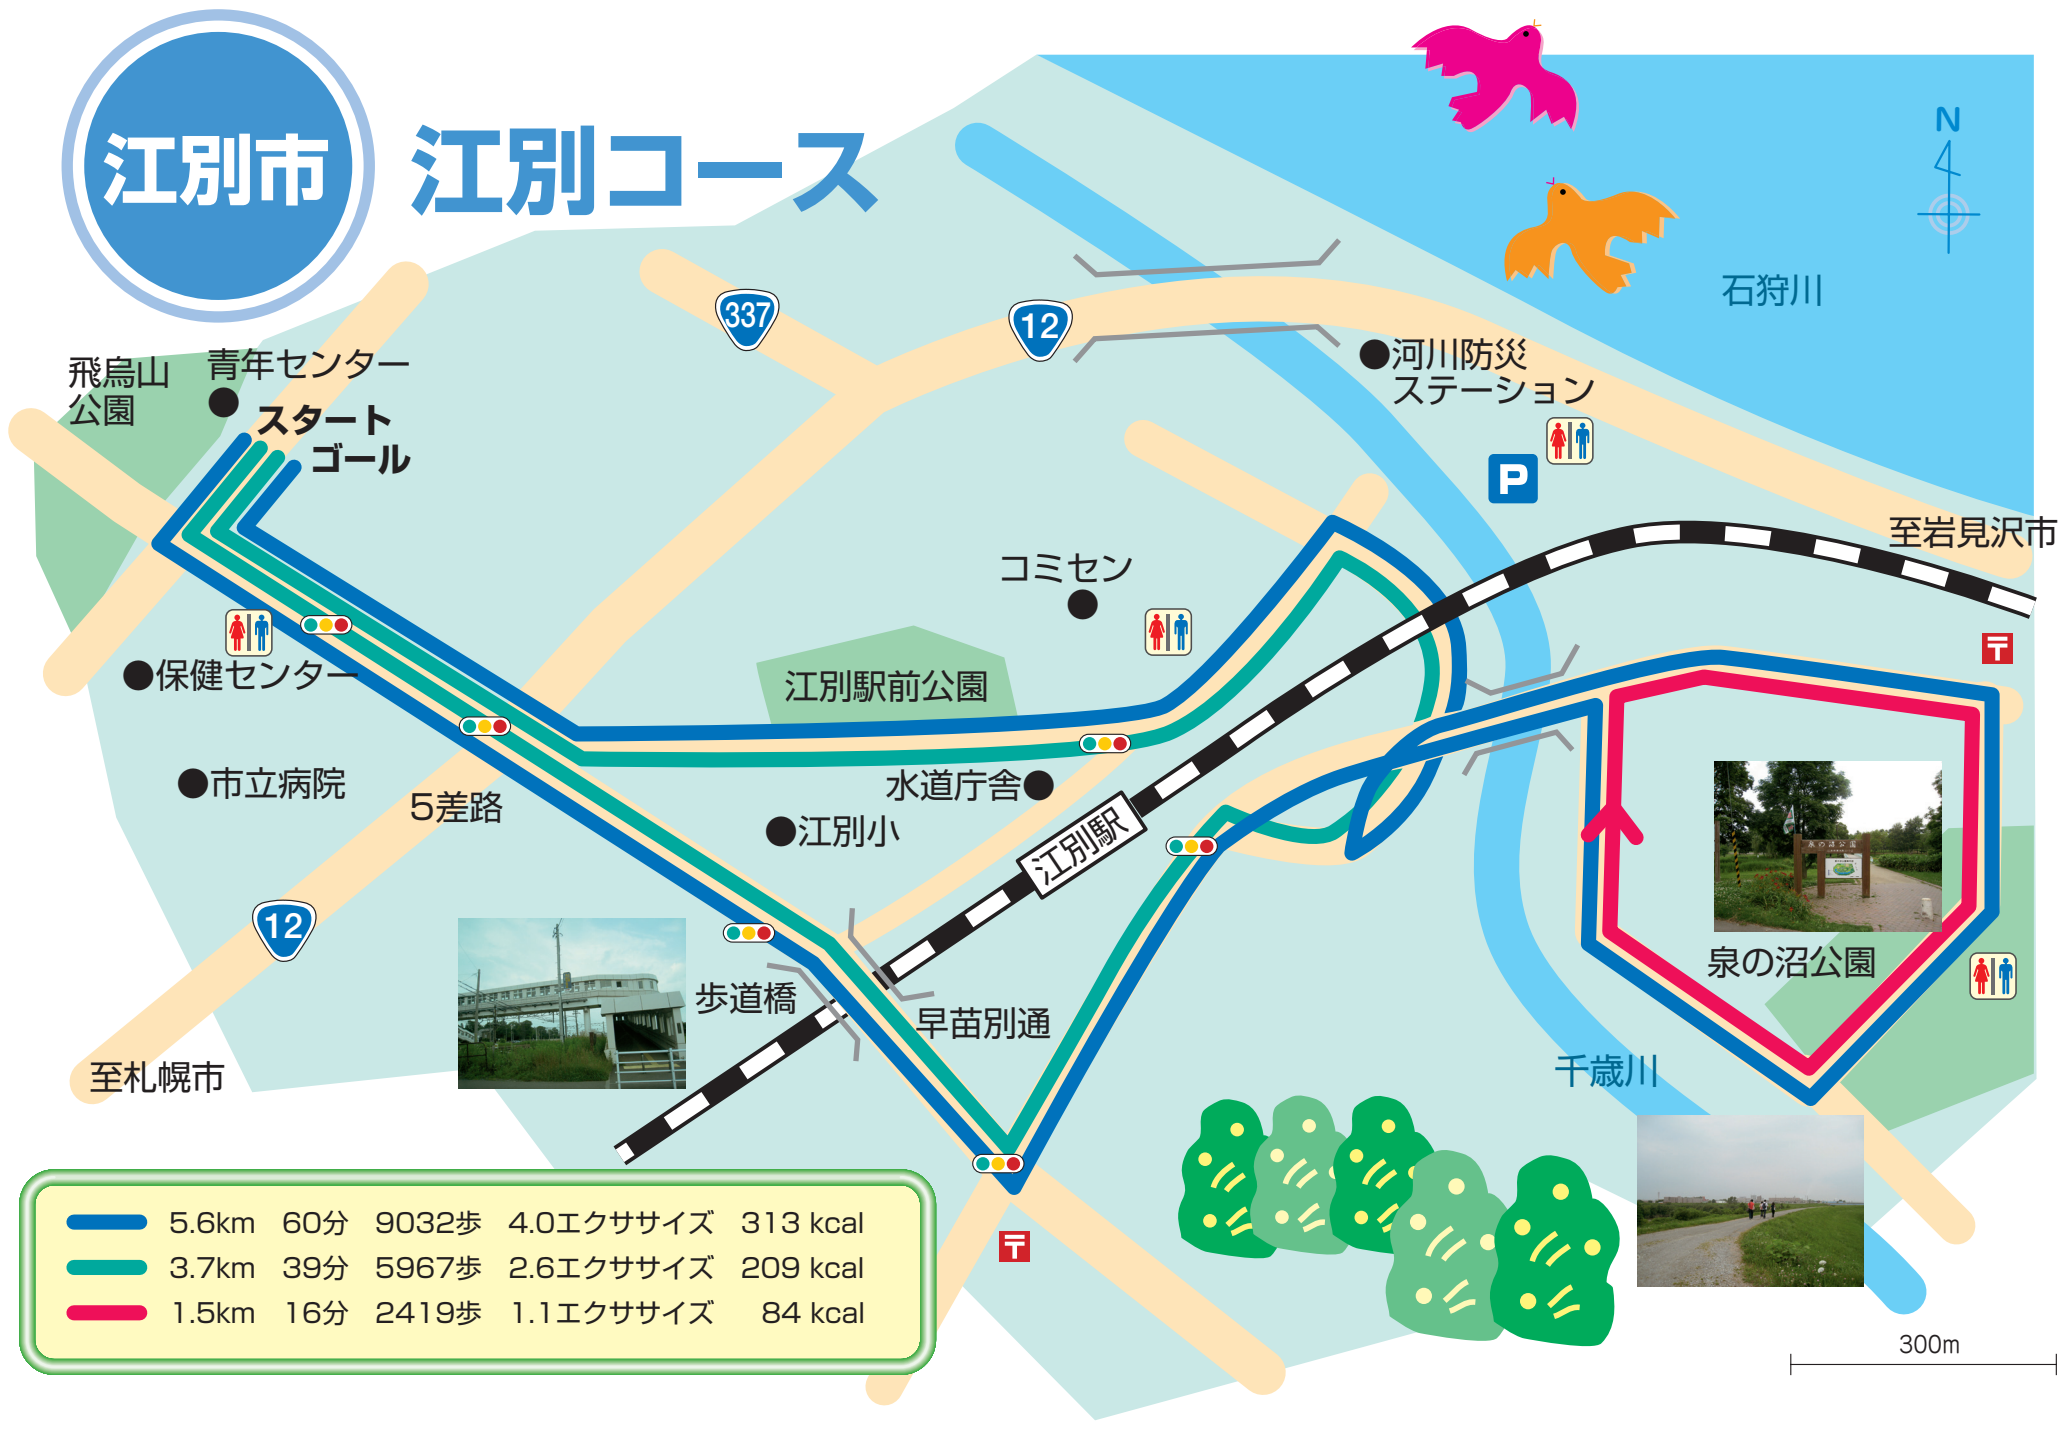 江別市
江別コース
N
石狩川
337
12
河川防災
ステーション
飛鳥山
公園
青年センター
スタート
ゴール
P
至岩見沢市
コミセン
保健センター
江別駅前公園
市立病院
5差路
水道庁舎
江別小
江別駅
12
泉の沼公園
泉の沼公園
歩道橋
早苗別通
至札幌市
千歳川
5.6km 60分 9032歩 4.0エクササイズ 313 kcal
3.7km 39分 5967歩 2.6エクササイズ 209 kcal
1.5km 16分 2419歩 1.1エクササイズ 84 kcal
300m